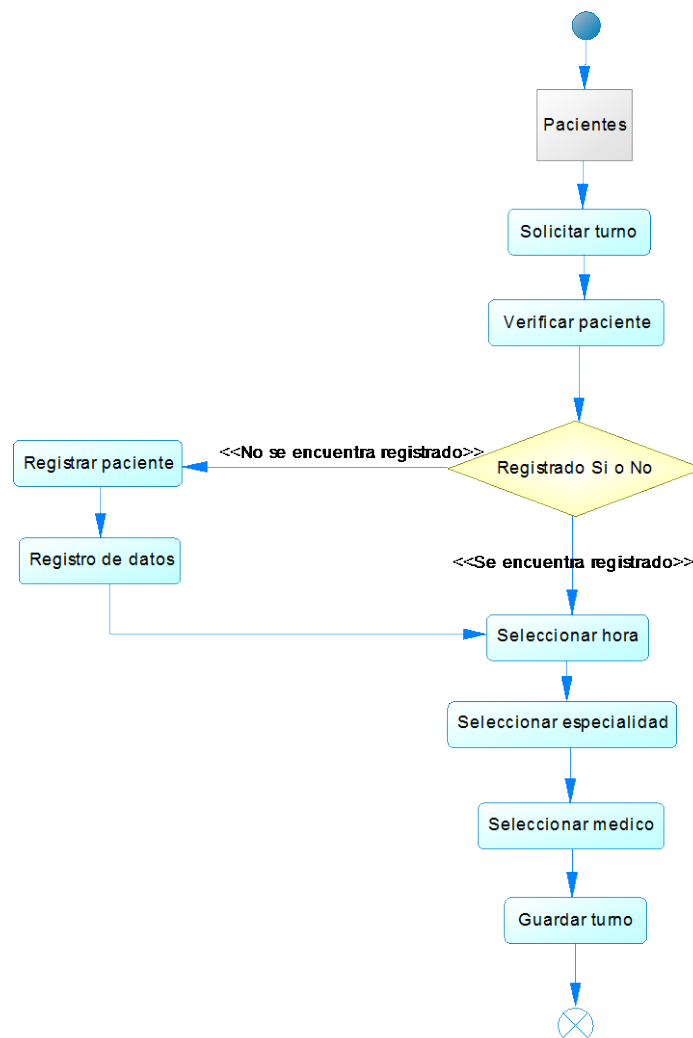 Pacientes
Solicitar turno
Verificar paciente
<<No se encuentra registrado>>
Registrar paciente
Registrado Si o No
Registro de datos
<<Se encuentra registrado>>
Seleccionar hora
Seleccionar especialidad
Seleccionar medico
Guardar turno